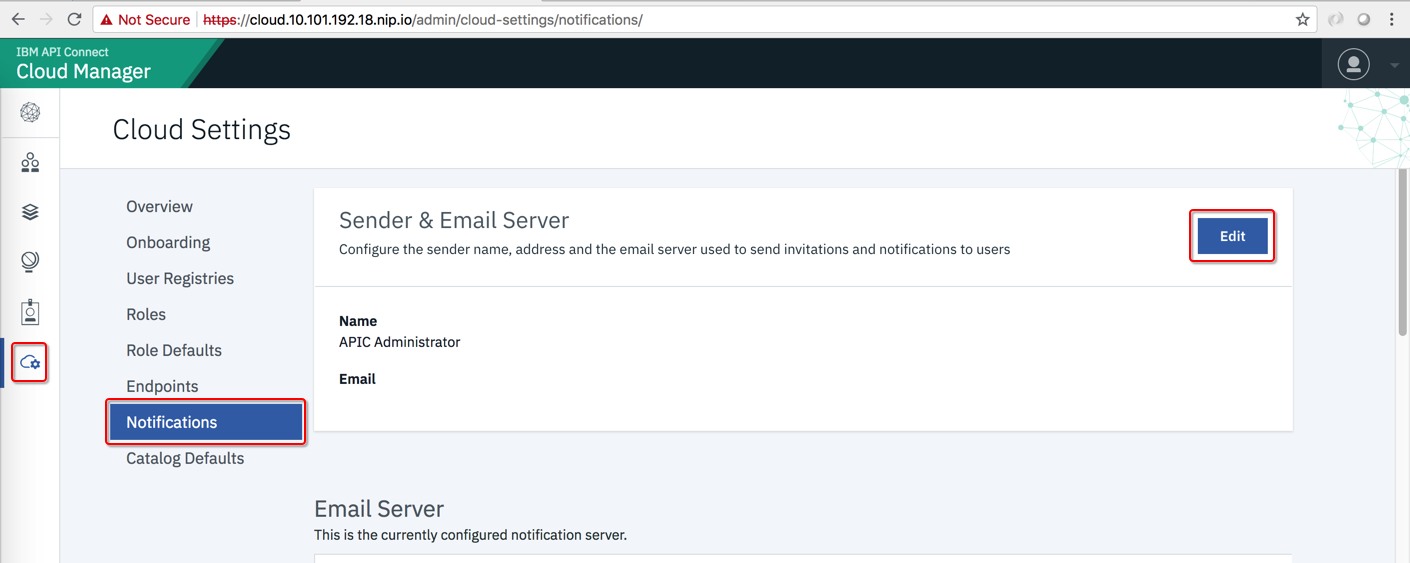 Not Secure https://cloud.10.101.192.18.nip.io/admin/cloud-settings/notifications/
IBM API Connect
Cloud Manager
Cloud Settings
Overview
Onboarding
User Registries
Roles
Role Defaults
Endpoints
Notifications
Catalog Defaults
Sender & Email Server
Configure the sender name, address and the email server used to send invitations and notifications to users
Edit
Name
APIC Administrator
Email
Email Server
This is the currently configured notification server.